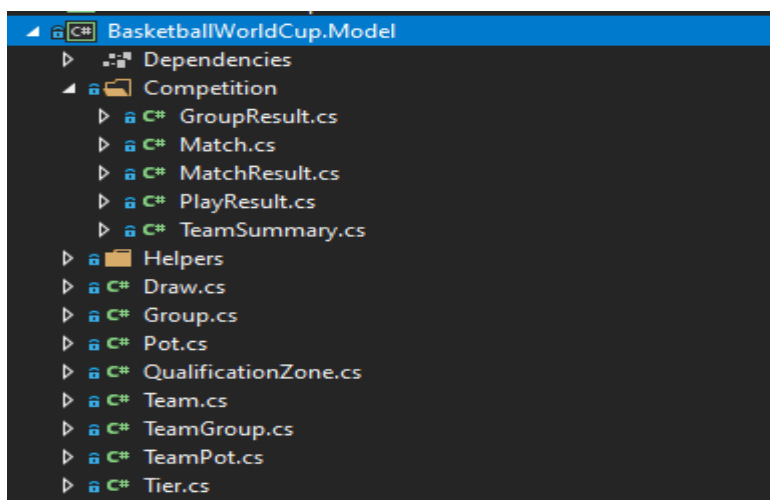 C# BasketballWorldCup.Model
Dependencies
Competition
C# GroupResult.cs
C# Match.cs
C# MatchResult.cs
C# PlayResult.cs
C# TeamSummary.cs
Helpers
C# Draw.cs
C# Group.cs
C# Pot.cs
C# QualificationZone.cs
C# Team.cs
C# TeamGroup.cs
C# TeamPot.cs
C# Tier.cs